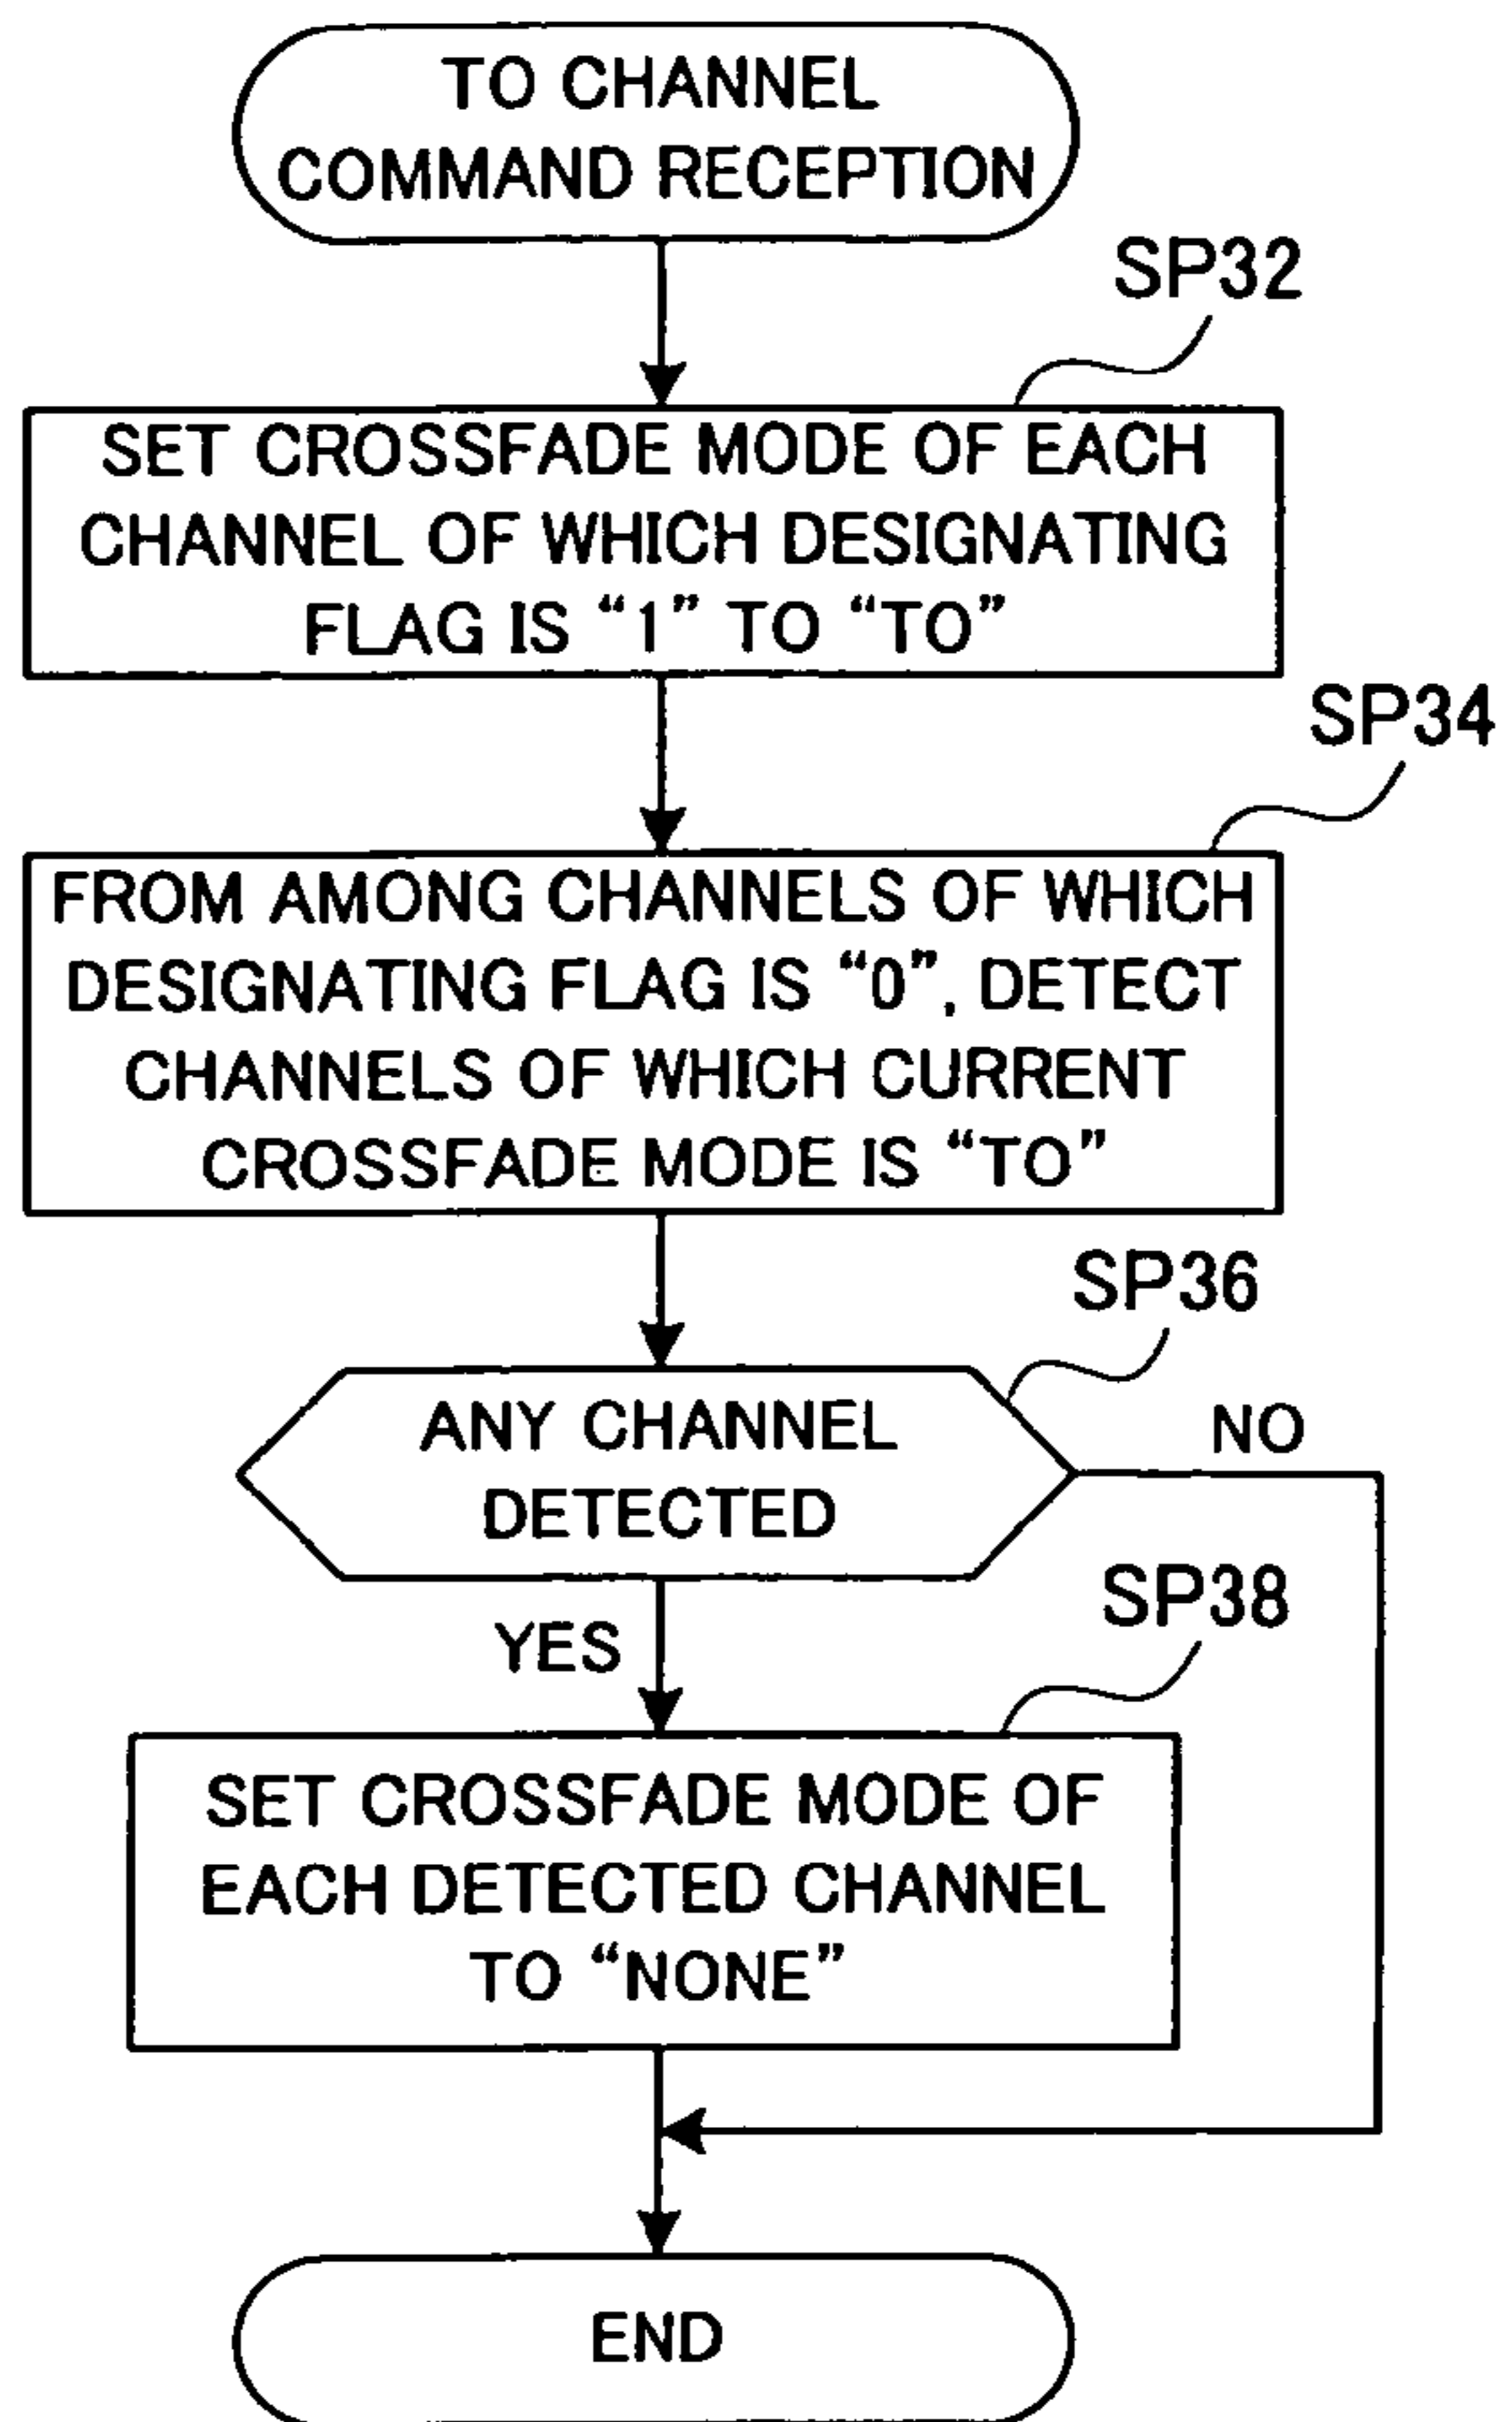 TO CHANNEL
COMMAND RECEPTION
SP32
SET CROSSFADE MODE OF EACH
CHANNEL OF WHICH DESIGNATING
FLAG IS “1” TO “TO”
SP34
FROM AMONG CHANNELS OF WHICH
DESIGNATING FLAG IS “0”, DETECT
CHANNELS OF WHICH CURRENT
CROSSFADE MODE IS “TO”
SP36
ANY CHANNEL
DETECTED
NO
YES
SP38
SET CROSSFADE MODE OF
EACH DETECTED CHANNEL
TO “NONE”
END